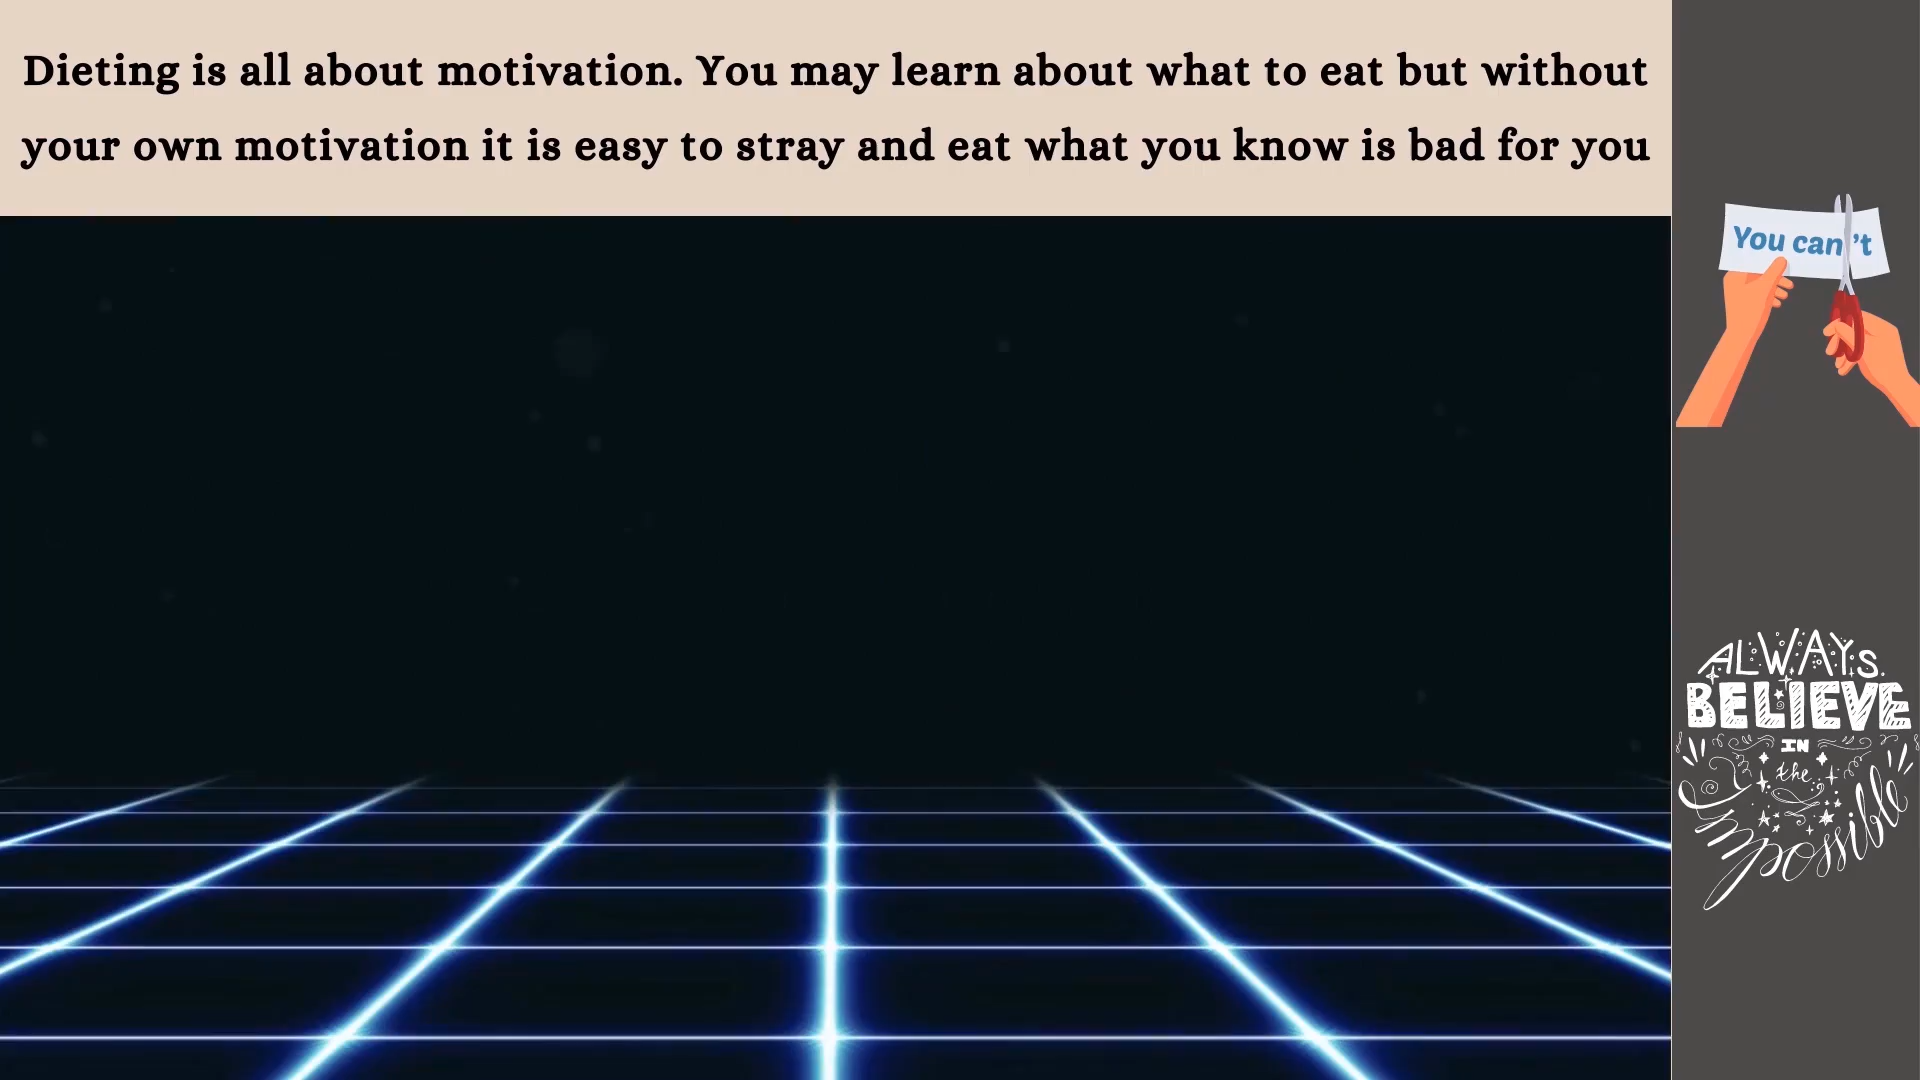 Dieting is all about motivation. You may learn about what to eat but without
your own motivation it is easy to stray and eat what you know is bad for you
You can't
ALWAYS
BELIEVE
IN
the
Impossible